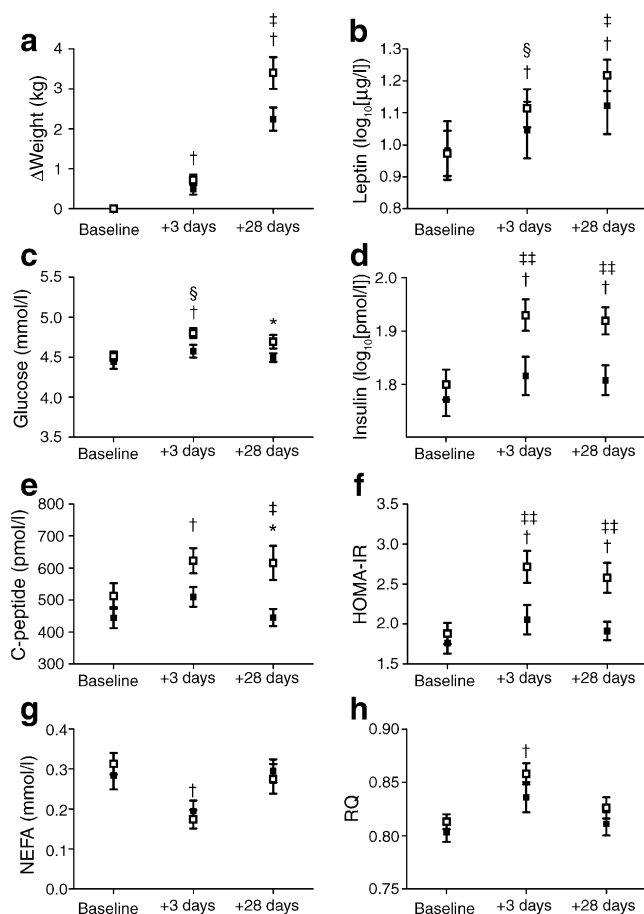 a
ΔWeight (kg)
4
3
2
1
0
†
‡
†
Baseline +3 days +28 days
b
Leptin (log10[µg/l])
1.3
1.2
1.1
1.0
0.9
0.8
§
†
‡
†
Baseline +3 days +28 days
c
Glucose (mmol/l)
5.5
5.0
4.5
4.0
3.5
§
†
*
Baseline +3 days +28 days
d
Insulin (log10[pmol/l])
2.0
1.9
1.8
‡‡
†
‡‡
†
Baseline +3 days +28 days
e
C-peptide (pmol/l)
800
700
600
500
400
300
†
‡
*
Baseline +3 days +28 days
f
HOMA-IR
3.5
3.0
2.5
2.0
1.5
‡‡
†
‡‡
†
Baseline +3 days +28 days
g
NEFA (mmol/l)
0.4
0.3
0.2
0.1
0.0
†
Baseline +3 days +28 days
h
RQ
0.90
0.85
0.80
0.75
†
Baseline +3 days +28 days